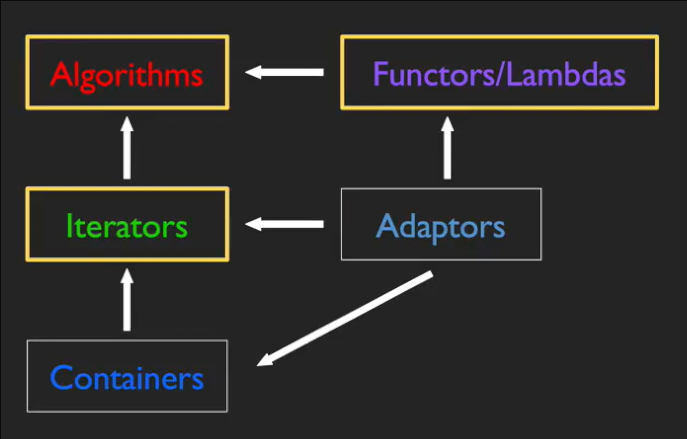 Algorithms
Functors/Lambdas
Iterators
Adaptors
Containers